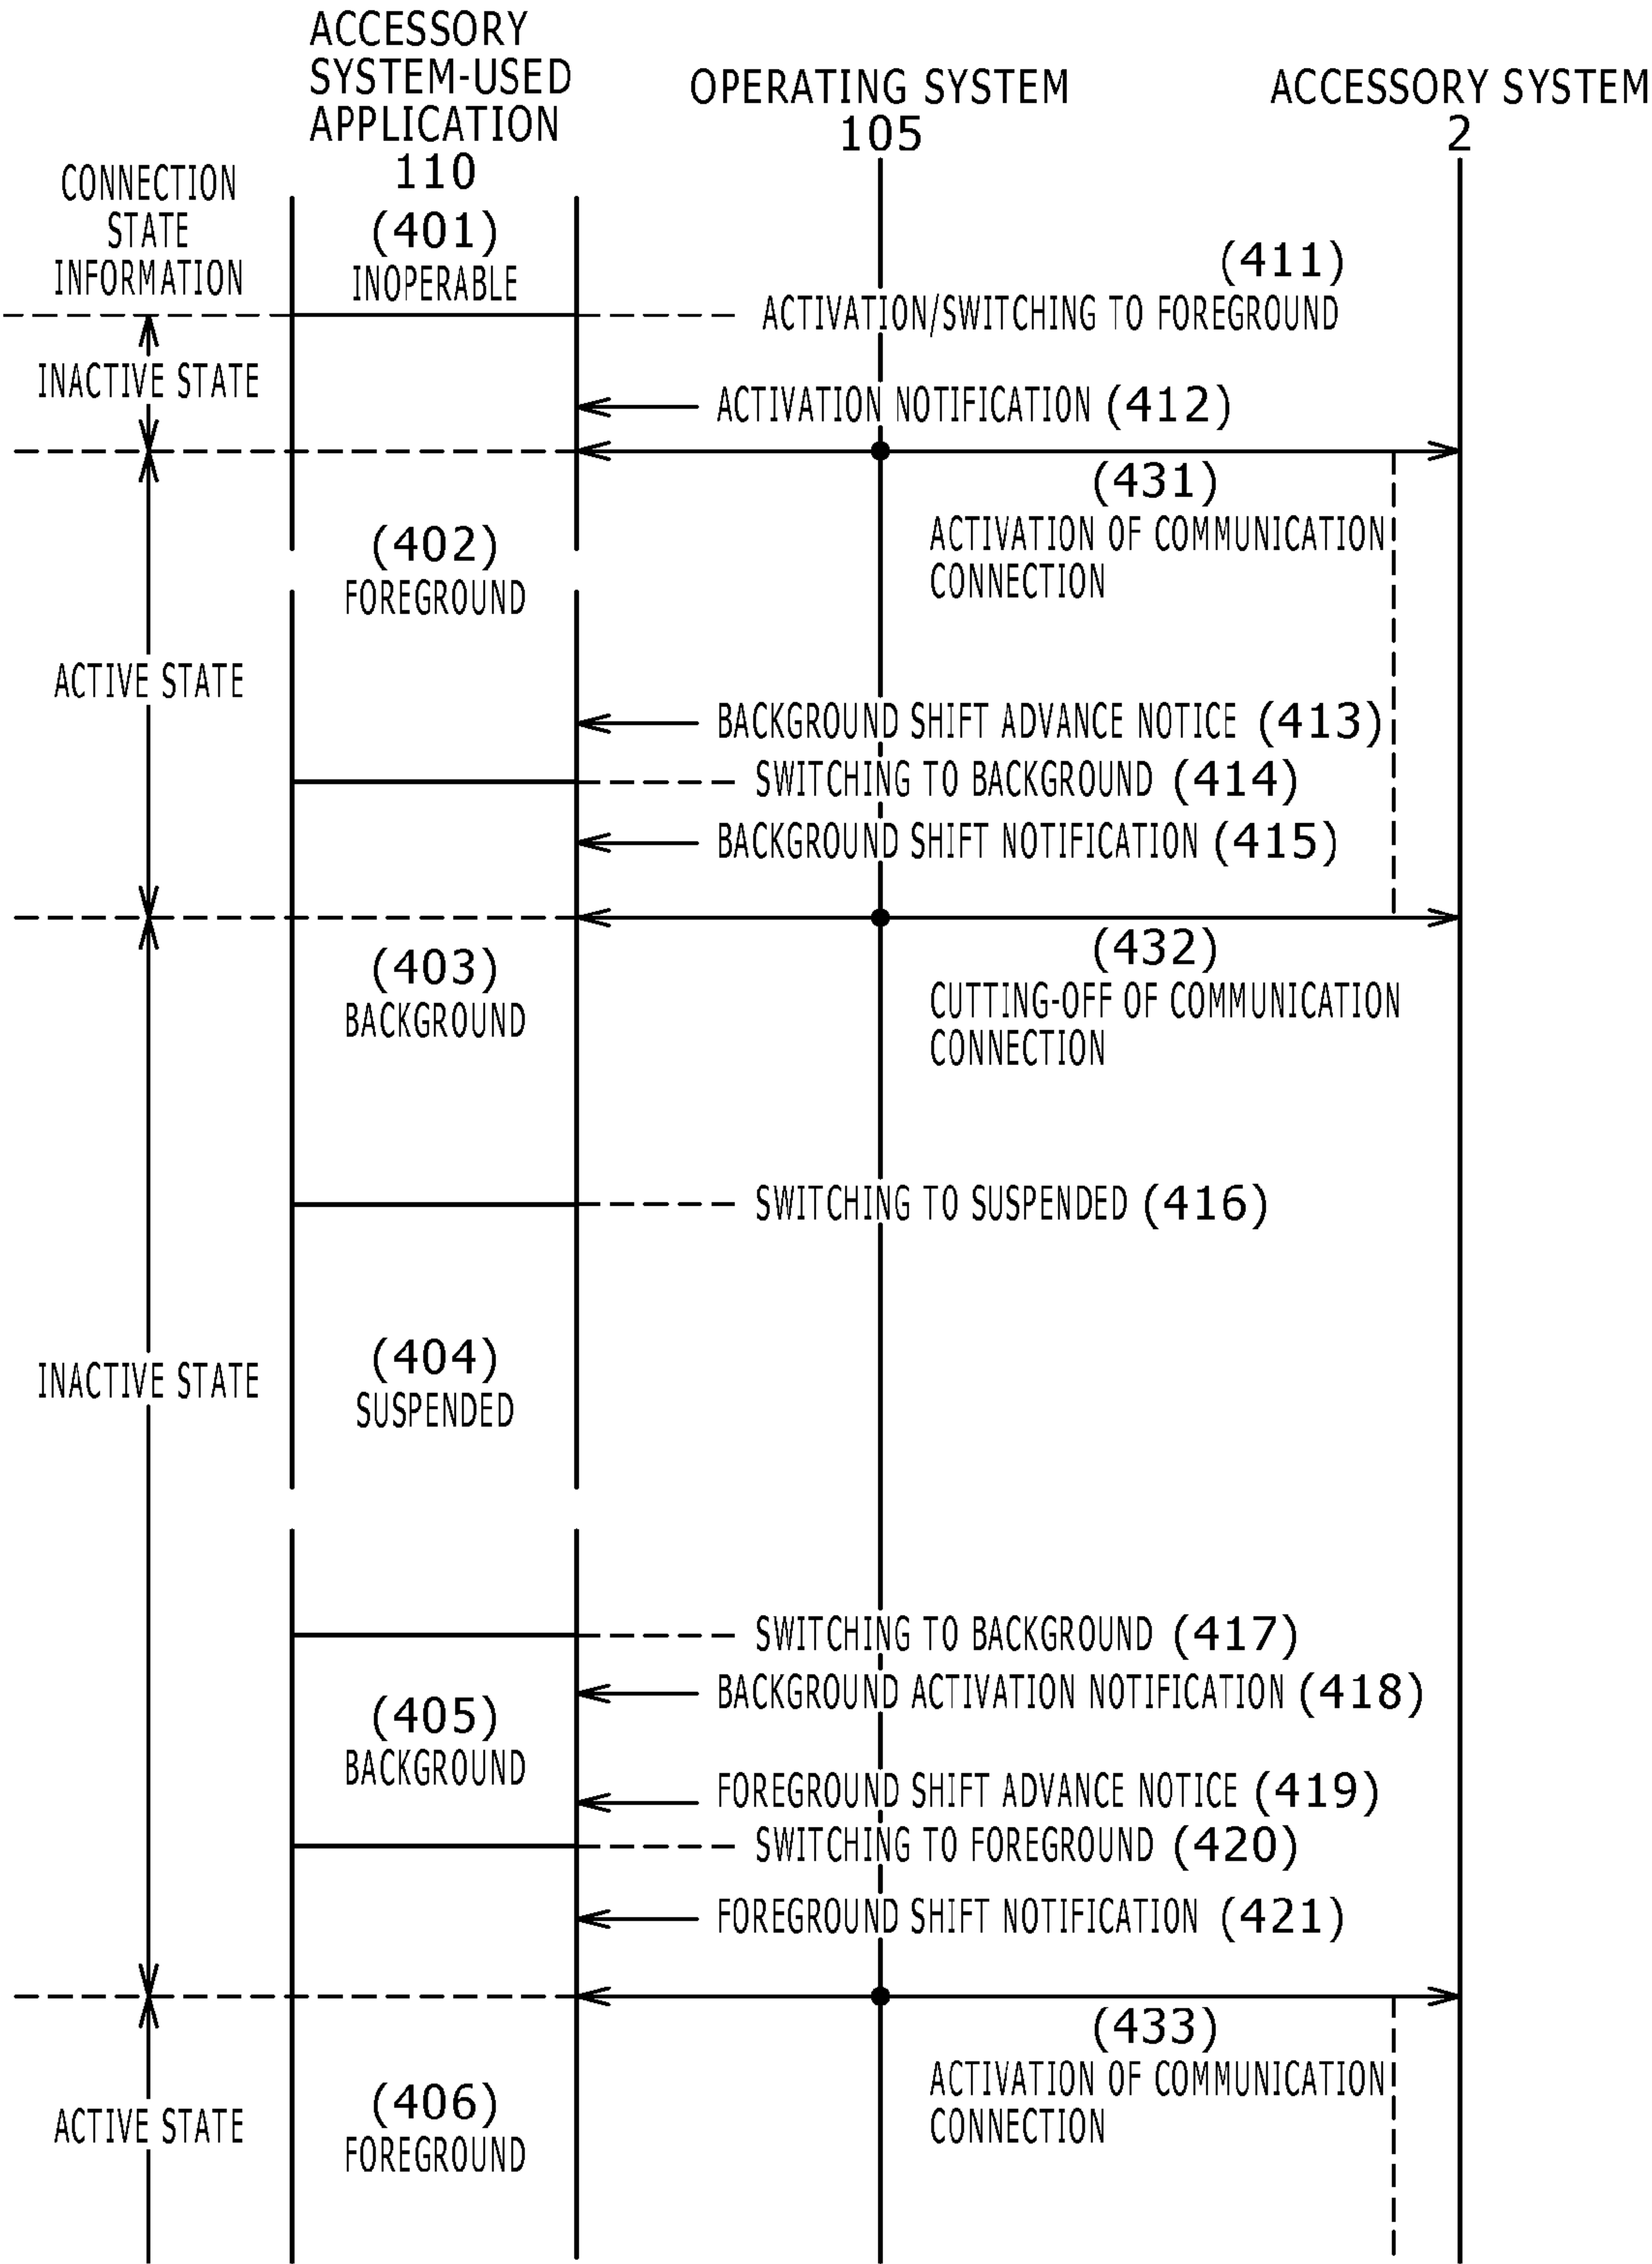 ACCESSORY
SYSTEM-USED
APPLICATION
110
OPERATING SYSTEM
105
ACCESSORY SYSTEM
2
CONNECTION
STATE
INFORMATION
(401)
INOPERABLE
(411)
ACTIVATION/SWITCHING TO FOREGROUND
INACTIVE STATE
ACTIVATION NOTIFICATION (412)
(431)
ACTIVATION OF COMMUNICATION
CONNECTION
(402)
FOREGROUND
ACTIVE STATE
BACKGROUND SHIFT ADVANCE NOTICE (413)
SWITCHING TO BACKGROUND (414)
BACKGROUND SHIFT NOTIFICATION (415)
(432)
CUTTING-OFF OF COMMUNICATION
CONNECTION
(403)
BACKGROUND
SWITCHING TO SUSPENDED (416)
INACTIVE STATE
(404)
SUSPENDED
SWITCHING TO BACKGROUND (417)
BACKGROUND ACTIVATION NOTIFICATION (418)
(405)
BACKGROUND
FOREGROUND SHIFT ADVANCE NOTICE (419)
SWITCHING TO FOREGROUND (420)
FOREGROUND SHIFT NOTIFICATION (421)
(433)
ACTIVATION OF COMMUNICATION
CONNECTION
ACTIVE STATE
(406)
FOREGROUND